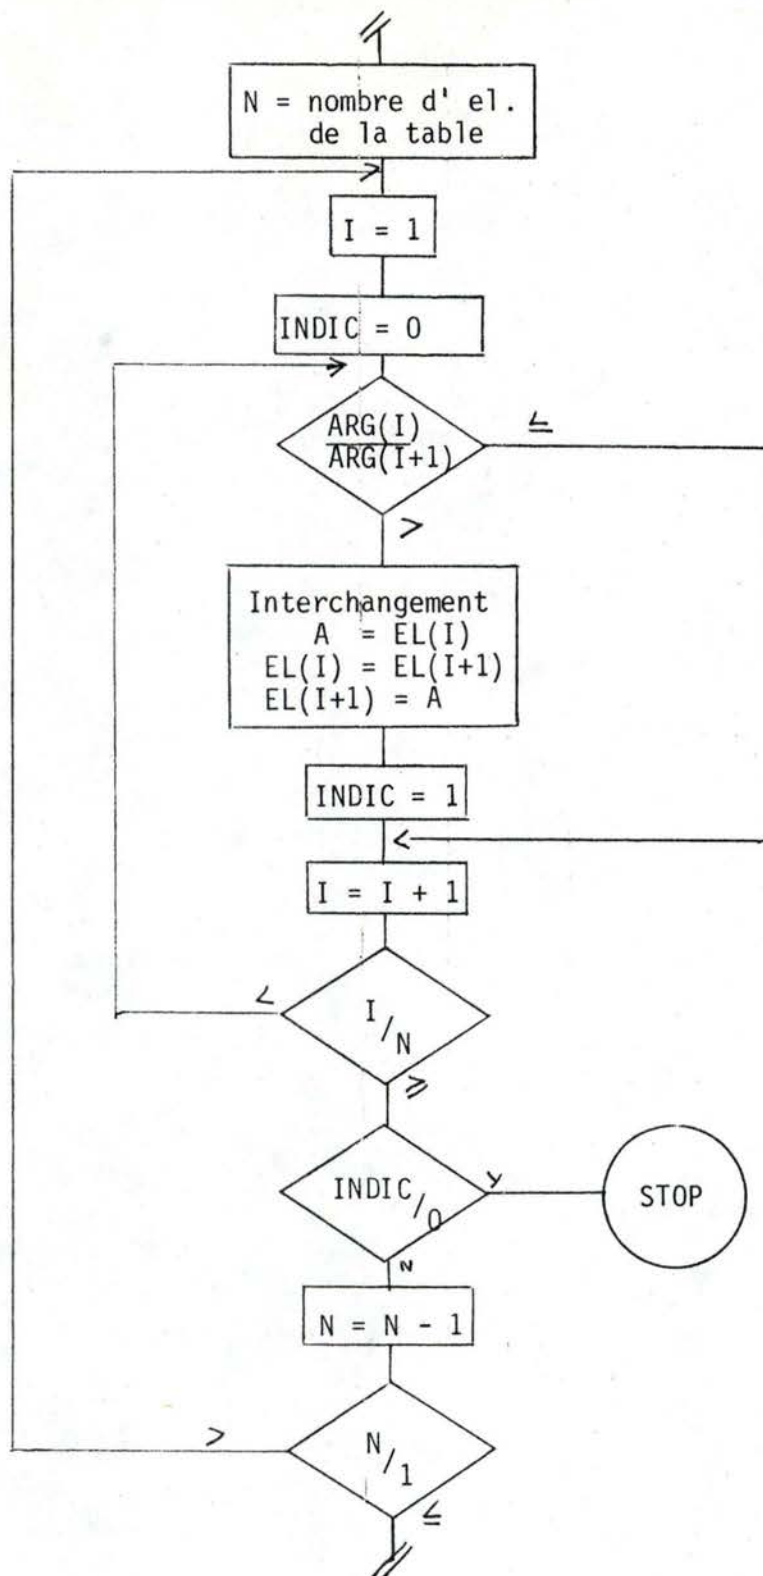 N = nombre d' el.
de la table
I = 1
INDIC = 0
ARG(I)
ARG(I+1)
≤
>
Interchangement
A = EL(I)
EL(I) = EL(I+1)
EL(I+1) = A
INDIC = 1
I = I + 1
<
I/N
≥
INDIC/0
Y
STOP
N
N = N - 1
>
N/1
≤